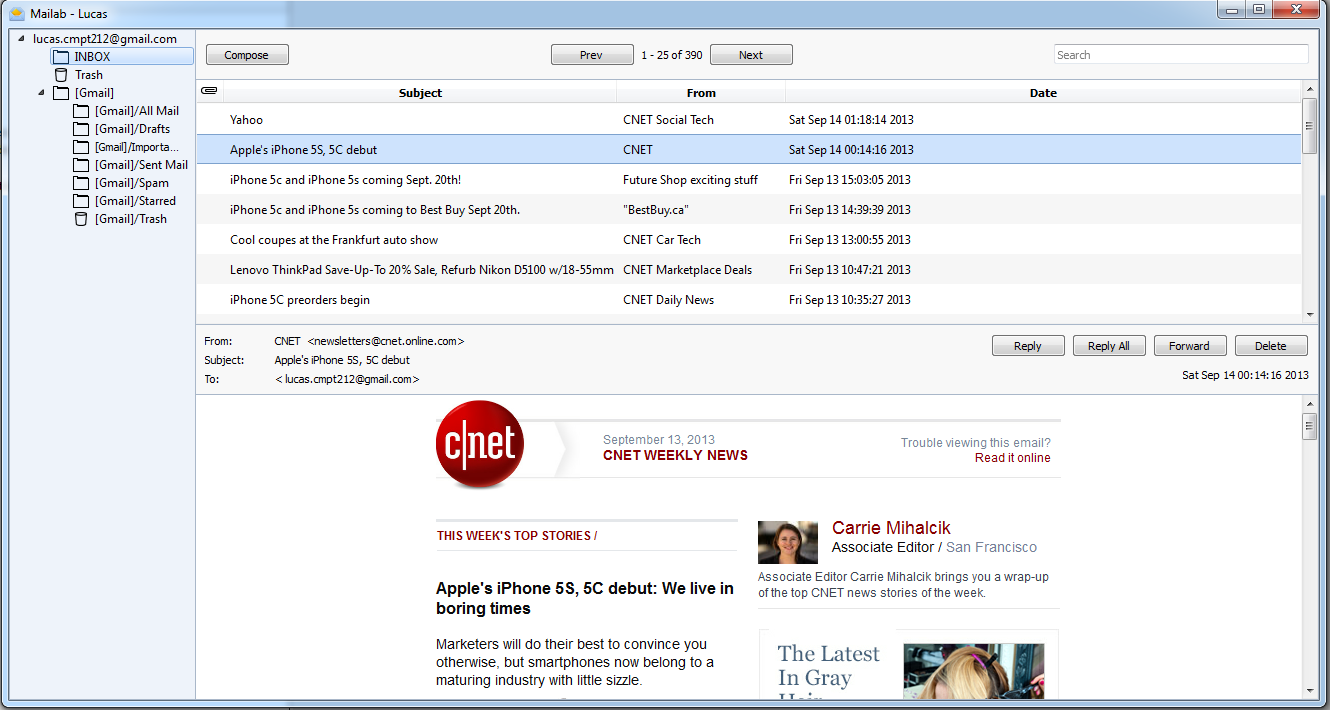 Mailab - Lucas
lucas.cmpt212@gmail.com
INBOX
Trash
[Gmail]
[Gmail]/All Mail
[Gmail]/Drafts
[Gmail]/Importa...
[Gmail]/Sent Mail
[Gmail]/Spam
[Gmail]/Starred
[Gmail]/Trash
Compose
Prev 1 - 25 of 390 Next
Search
Subject From Date
Yahoo CNET Social Tech Sat Sep 14 01:18:14 2013
Apple's iPhone 5S, 5C debut CNET Sat Sep 14 00:14:16 2013
iPhone 5c and iPhone 5s coming Sept. 20th! Future Shop exciting stuff Fri Sep 13 15:03:05 2013
iPhone 5c and iPhone 5s coming to Best Buy Sept 20th. "BestBuy.ca" Fri Sep 13 14:39:39 2013
Cool coupes at the Frankfurt auto show CNET Car Tech Fri Sep 13 13:00:55 2013
Lenovo ThinkPad Save-Up-To 20% Sale, Refurb Nikon D5100 w/18-55mm CNET Marketplace Deals Fri Sep 13 10:47:21 2013
iPhone 5C preorders begin CNET Daily News Fri Sep 13 10:35:27 2013
From: CNET <newsletters@cnet.online.com>
Subject: Apple's iPhone 5S, 5C debut
To: < lucas.cmpt212@gmail.com>
Reply Reply All Forward Delete
Sat Sep 14 00:14:16 2013
c|net
September 13, 2013
CNET WEEKLY NEWS
Trouble viewing this email?
Read it online
THIS WEEK'S TOP STORIES /
Apple's iPhone 5S, 5C debut: We live in
boring times
Marketers will do their best to convince you
otherwise, but smartphones now belong to a
maturing industry with little sizzle.
Carrie Mihalcik
Associate Editor / San Francisco
Associate Editor Carrie Mihalcik brings you a wrap-up
of the top CNET news stories of the week.
The Latest
In Gray
Hair